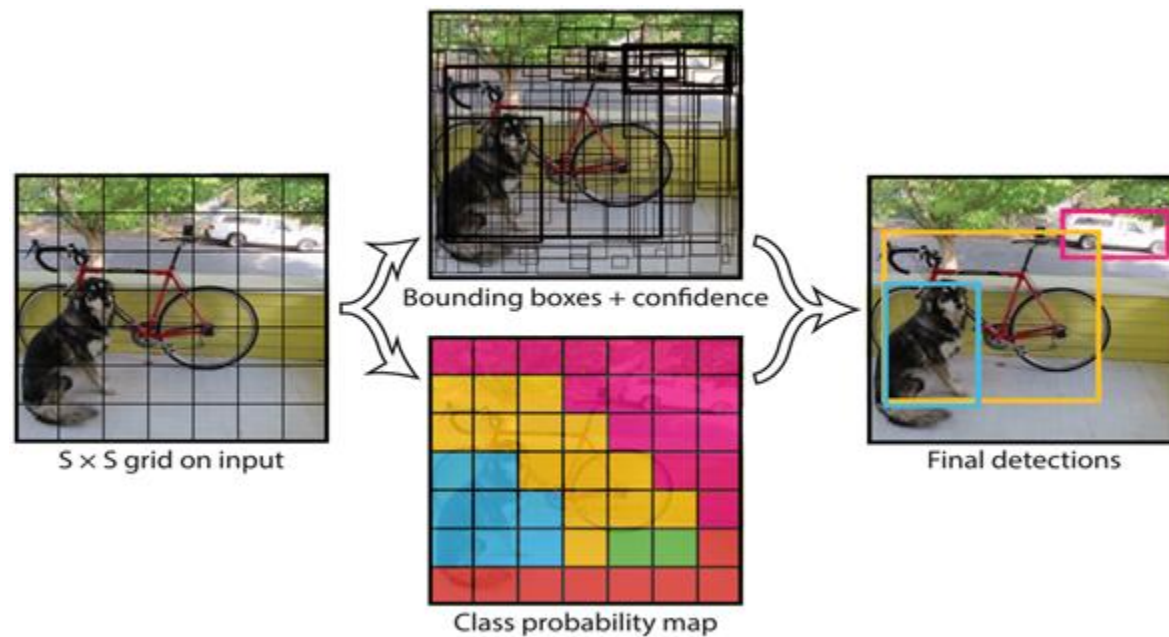 Bounding boxes + confidence
S × S grid on input
Final detections
Class probability map